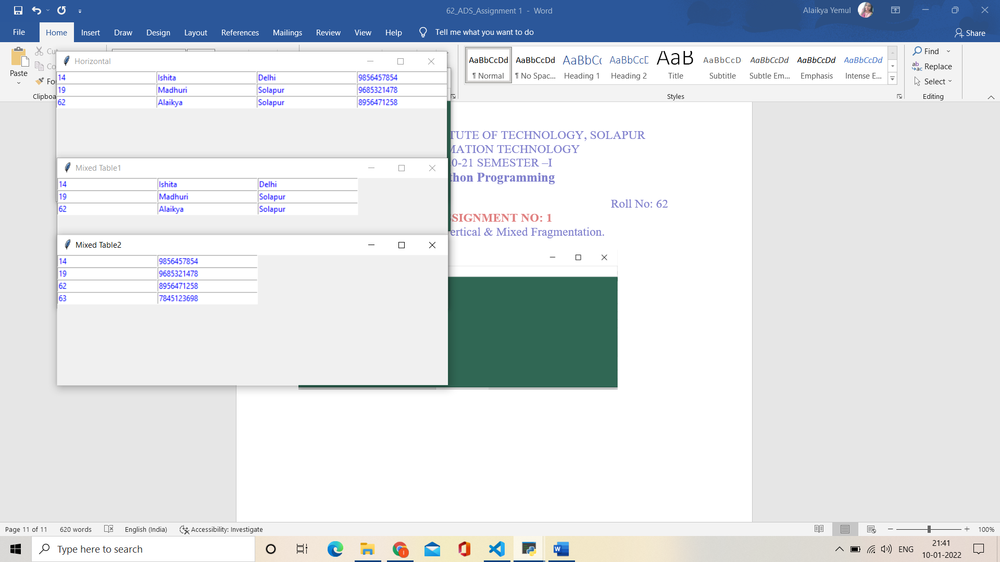 62_ADS_Assignment 1 - Word
Alaikya Yemul
File Home Insert Draw Design Layout References Mailings Review View Help Tell me what you want to do
Share
Paste
Clipboa
AaBbCcDd AaBbCcDd AaBbCc AaBbCcC AaB AaBbCcD AaBbCcDd AaBbCcDd AaBbCcDd
¶ Normal ¶ No Spac... Heading 1 Heading 2 Title Subtitle Subtle Em... Emphasis Intense E...
Styles
Find
Replace
Select
Editing
Horizontal
14 Ishita Delhi 9856457854
19 Madhuri Solapur 9685321478
62 Alaikya Solapur 8956471258
Mixed Table1
14 Ishita Delhi
19 Madhuri Solapur
62 Alaikya Solapur
Mixed Table2
14 9856457854
19 9685321478
62 8956471258
63 7845123698
TUTE OF TECHNOLOGY, SOLAPUR
MATION TECHNOLOGY
0-21 SEMESTER –I
thon Programming
Roll No: 62
SSIGNMENT NO: 1
ertical & Mixed Fragmentation.
Page 11 of 11 620 words English (India) Accessibility: Investigate
100%
Type here to search
ENG
21:41
10-01-2022